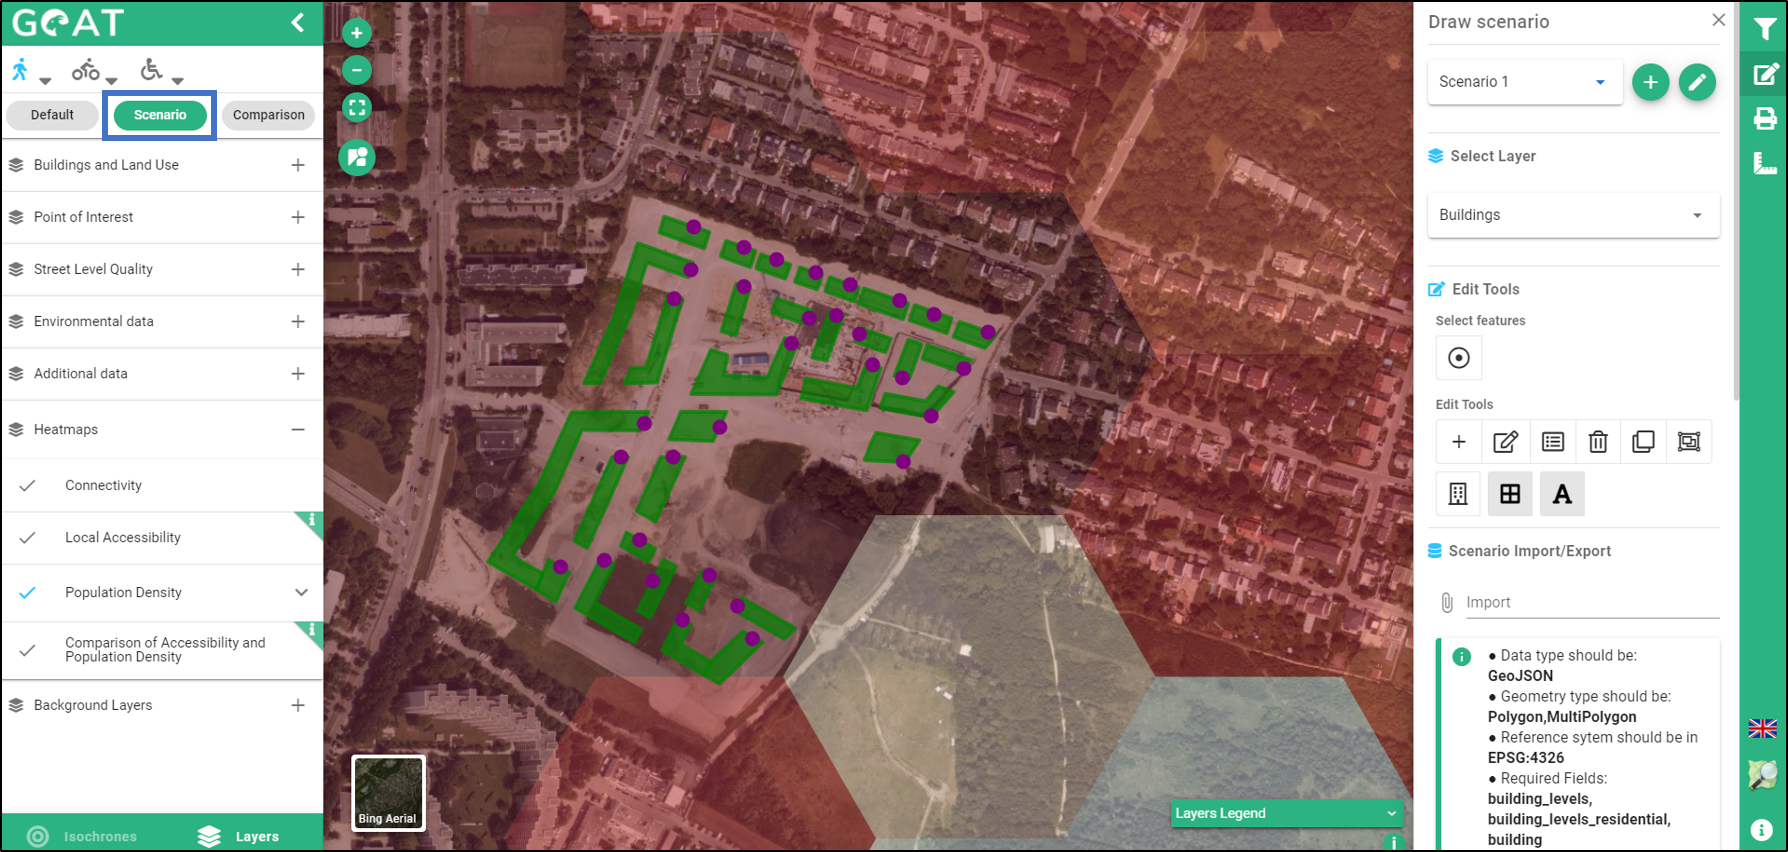 GOAT
Default
Scenario
Comparison
Buildings and Land Use
Point of Interest
Street Level Quality
Environmental data
Additional data
Heatmaps
Connectivity
Local Accessibility
Population Density
Comparison of Accessibility and
Population Density
Background Layers
Isochrones
Layers
Bing Aerial
Layers Legend
Draw scenario
Scenario 1
Select Layer
Buildings
Edit Tools
Select features
Edit Tools
A
Scenario Import/Export
Import
● Data type should be:
GeoJSON
● Geometry type should be:
Polygon,MultiPolygon
● Reference sytem should be in
EPSG:4326
● Required Fields:
building_levels,
building_levels_residential,
building